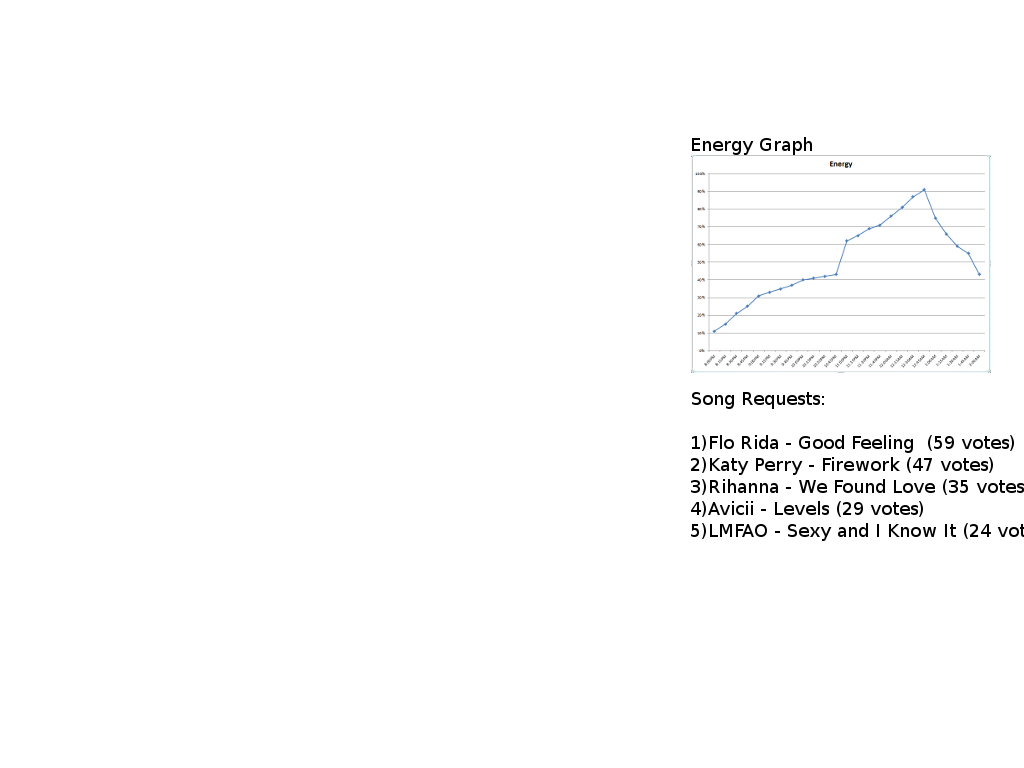 Energy Graph
Energy
100%
90%
80%
70%
60%
50%
40%
30%
20%
10%
0%
Song Requests:
1)Flo Rida - Good Feeling  (59 votes)
2)Katy Perry - Firework (47 votes)
3)Rihanna - We Found Love (35 votes
4)Avicii - Levels (29 votes)
5)LMFAO - Sexy and I Know It (24 vot